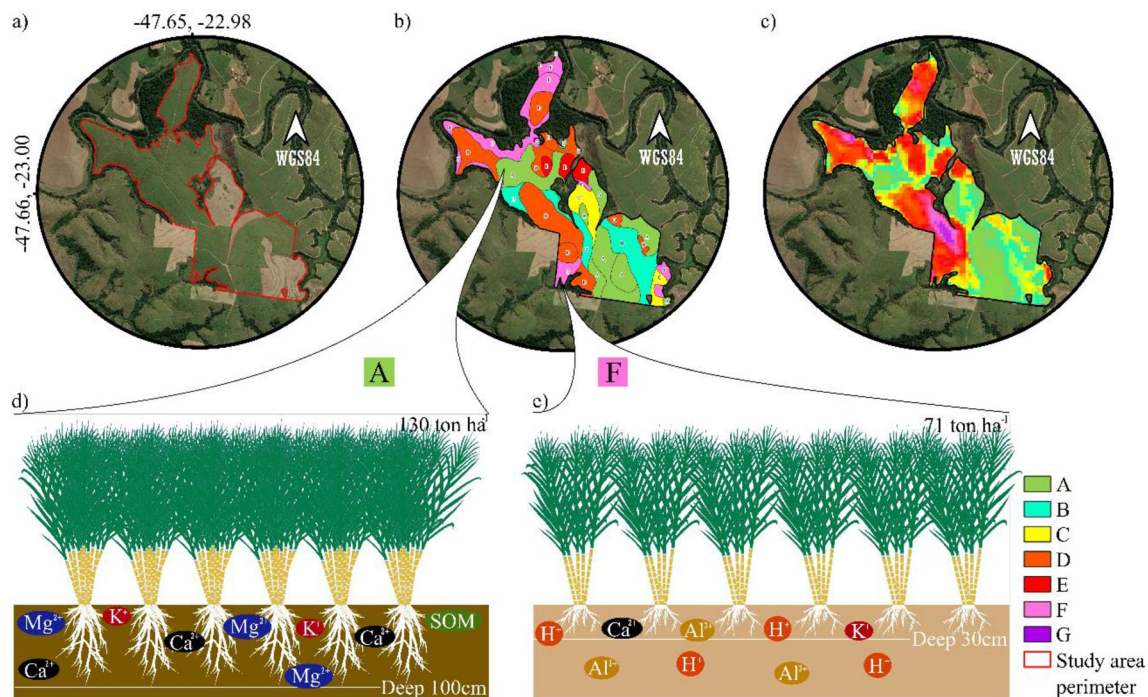 a)
-47.65, -22.98
b)
c)
-47.66, -23.00
WGS84
WGS84
A
F
d)
130 ton ha-1
e)
71 ton ha-1
Mg2+
K+
Ca2+
Mg2+
K+
Ca2+
SOM
Ca2+
Mg2+
Deep 100cm
H+
Ca2+
Al3+
H+
K+
Deep 30cm
Al3+
H+
Al3+
H+
A
B
C
D
E
F
G
Study area
perimeter